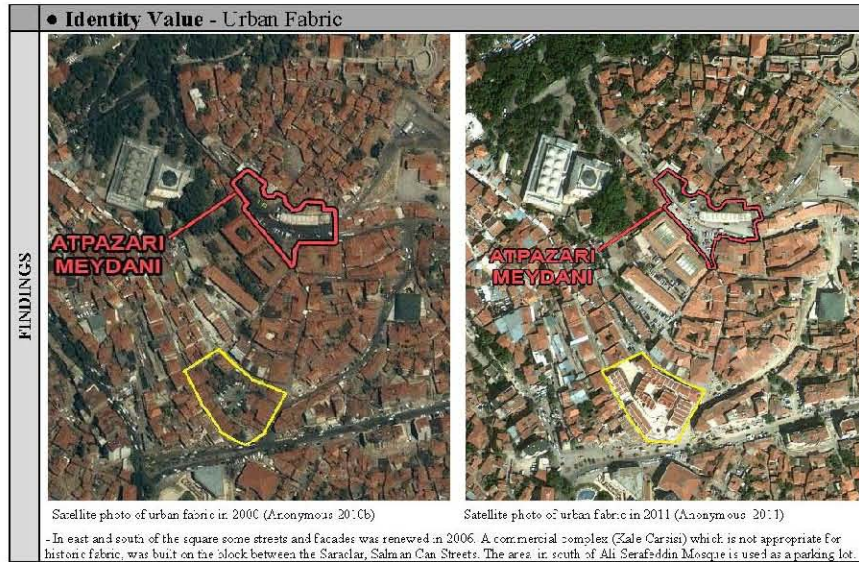 ● Identity Value - Urban Fabric
FINDINGS
ATPAZARI
MEYDANI
ATPAZARI
MEYDANI
Satellite photo of urban fabric in (Anonymous 2010b)
Satellite photo of urban fabric in 2011 (Anonymous, 2011)
- In east and south of the square some streets and facades was renewed in 2006. A commercial complex (Kale Carsisi) which is not appropriate for
historic fabric, was built on the block between the Saraclar, Salman Can Streets. The area in south of Ali Serafeddin Mosque is used as a parking lot.